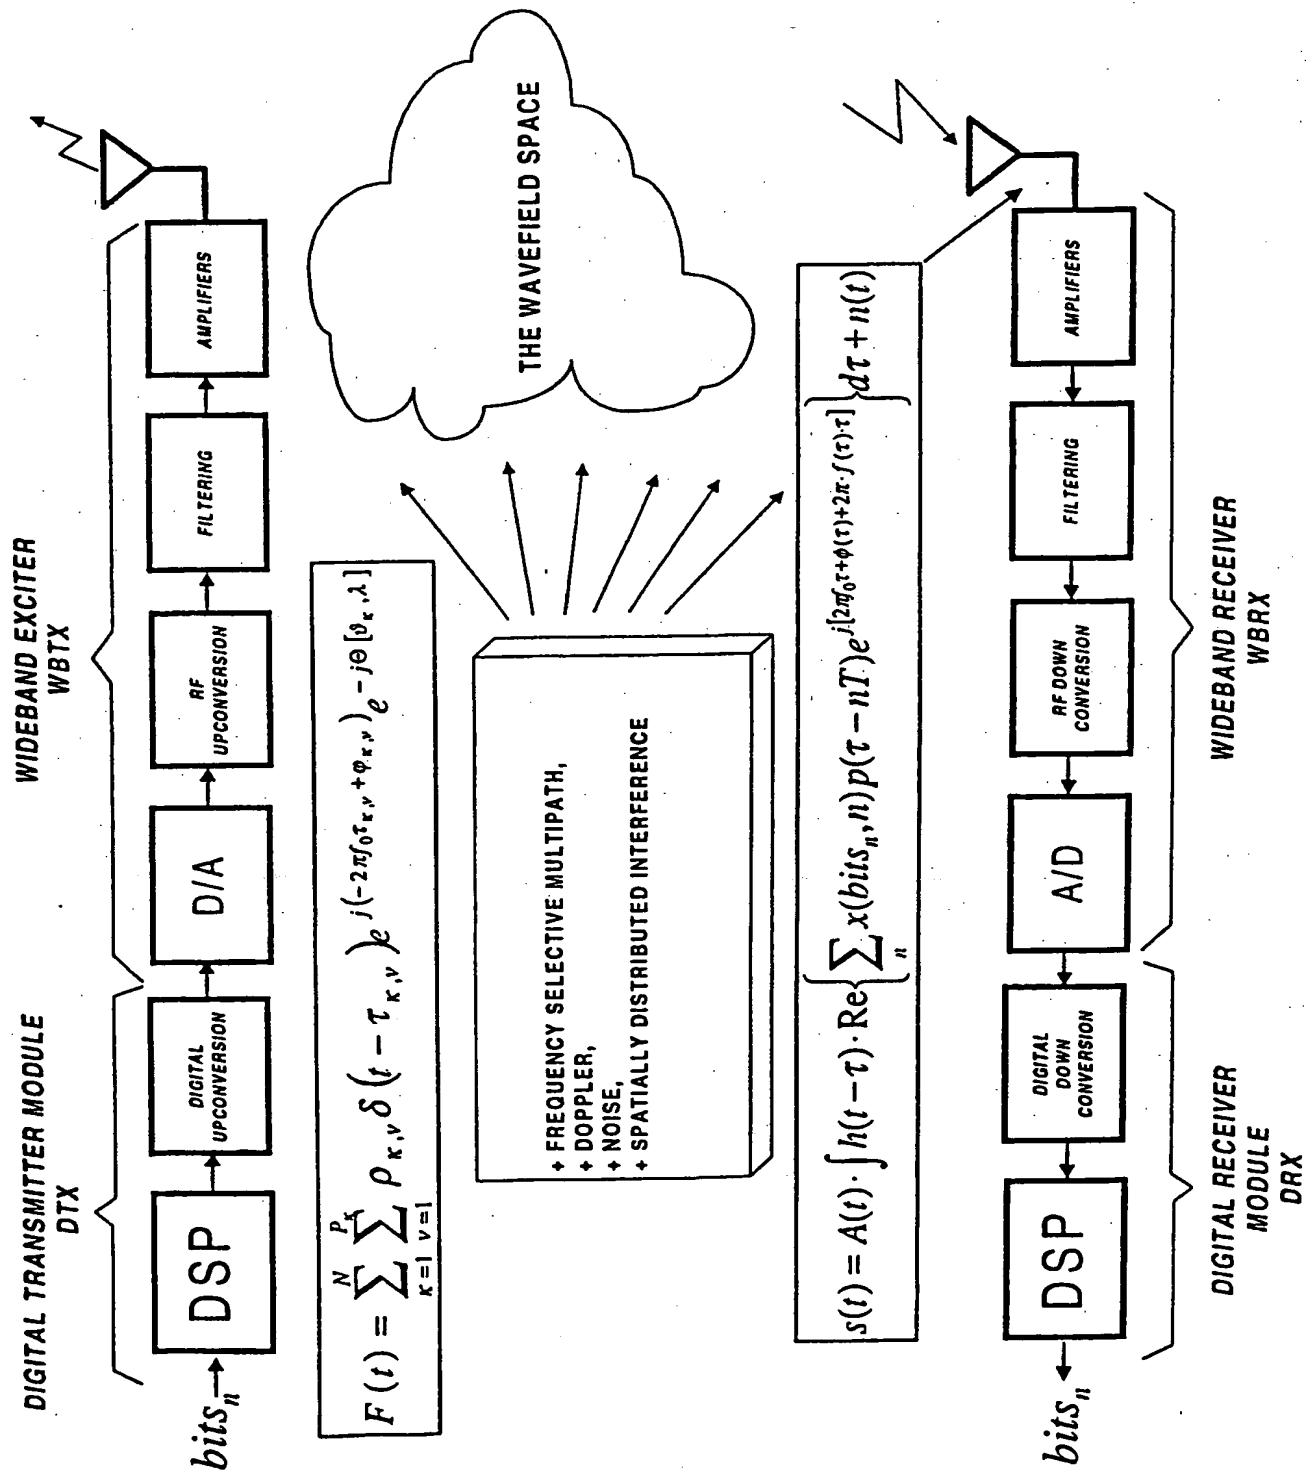 DIGITAL TRANSMITTER MODULE
DTX
WIDEBAND EXCITER
WBTX
bits_n
DSP
DIGITAL
UPCONVERSION
D/A
RF
UPCONVERSION
FILTERING
AMPLIFIERS
F(t) = \sum_{κ=1}^{N} \sum_{ν=1}^{P_κ} ρ_{κ,ν} δ(t − τ_{κ,ν}) e^{j(−2πf_0τ_{κ,ν} + φ_{κ,ν})} e^{−jΘ[ϑ_κ, λ]}
+ FREQUENCY SELECTIVE MULTIPATH,
+ DOPPLER,
+ NOISE,
+ SPATIALLY DISTRIBUTED INTERFERENCE
THE WAVEFIELD SPACE
s(t) = A(t) · ∫ h(t − τ) · Re{ \sum_n x(bits_n, n) p(τ − nT) e^{j[2πf_0τ + φ(τ) + 2π·f(τ)·τ]} } dτ + n(t)
bits_n
DSP
DIGITAL
DOWN
CONVERSION
A/D
RF DOWN
CONVERSION
FILTERING
AMPLIFIERS
DIGITAL RECEIVER
MODULE
DRX
WIDEBAND RECEIVER
WBRX